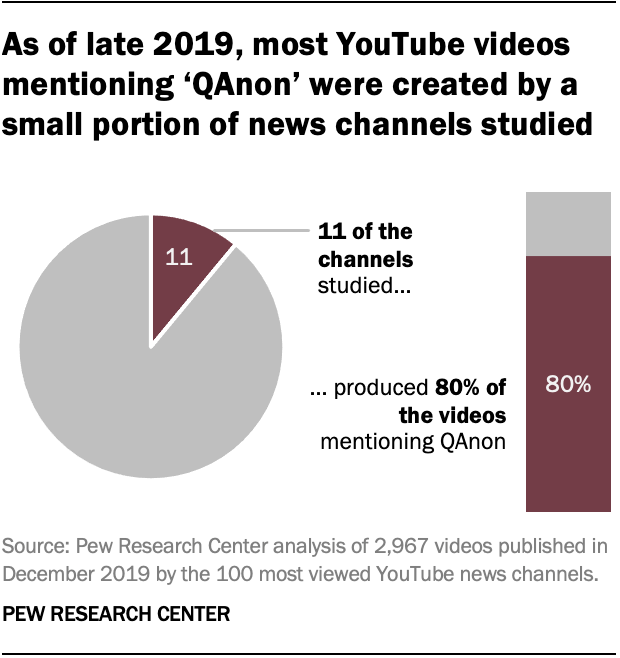 As of late 2019, most YouTube videos
mentioning ‘QAnon’ were created by a
small portion of news channels studied
11
11 of the
channels
studied...
... produced 80% of
the videos
mentioning QAnon
80%
Source: Pew Research Center analysis of 2,967 videos published in
December 2019 by the 100 most viewed YouTube news channels.
PEW RESEARCH CENTER